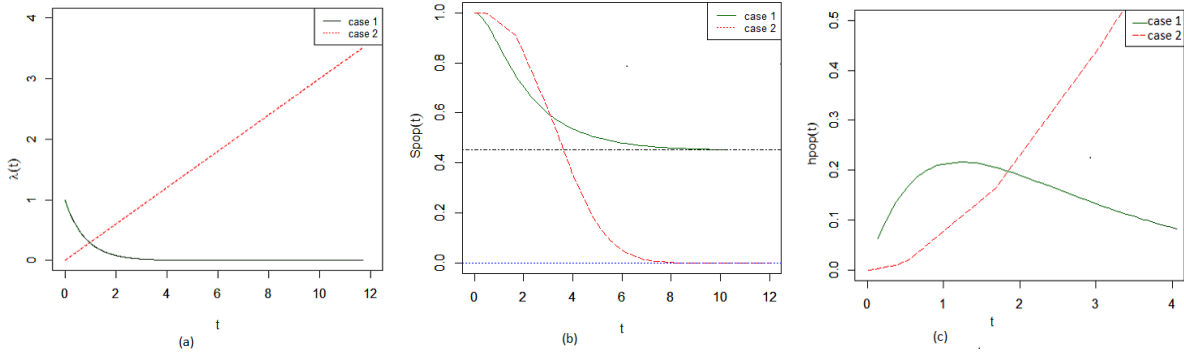 case 1
case 2
λ(t)
4
3
2
1
0
0 2 4 6 8 10 12
t
(a)
case 1
case 2
Spop(t)
1.0
0.8
0.6
0.4
0.2
0.0
0 2 4 6 8 10 12
t
(b)
case 1
case 2
hpop(t)
0.5
0.4
0.3
0.2
0.1
0.0
0 1 2 3 4
t
(c)